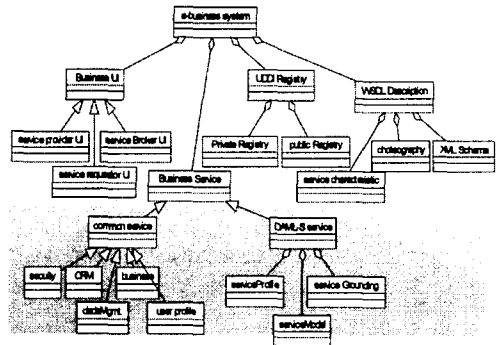 e-business system
Business UI
UDDI Registry
WSDL Description
service provider UI
service Broker UI
Private Registry
public Registry
choreography
XML Schema
service requestor UI
Business Service
service characteristic
common service
DAML-S service
security
CRM
business
serviceProfile
service Grounding
user profile
serviceModel